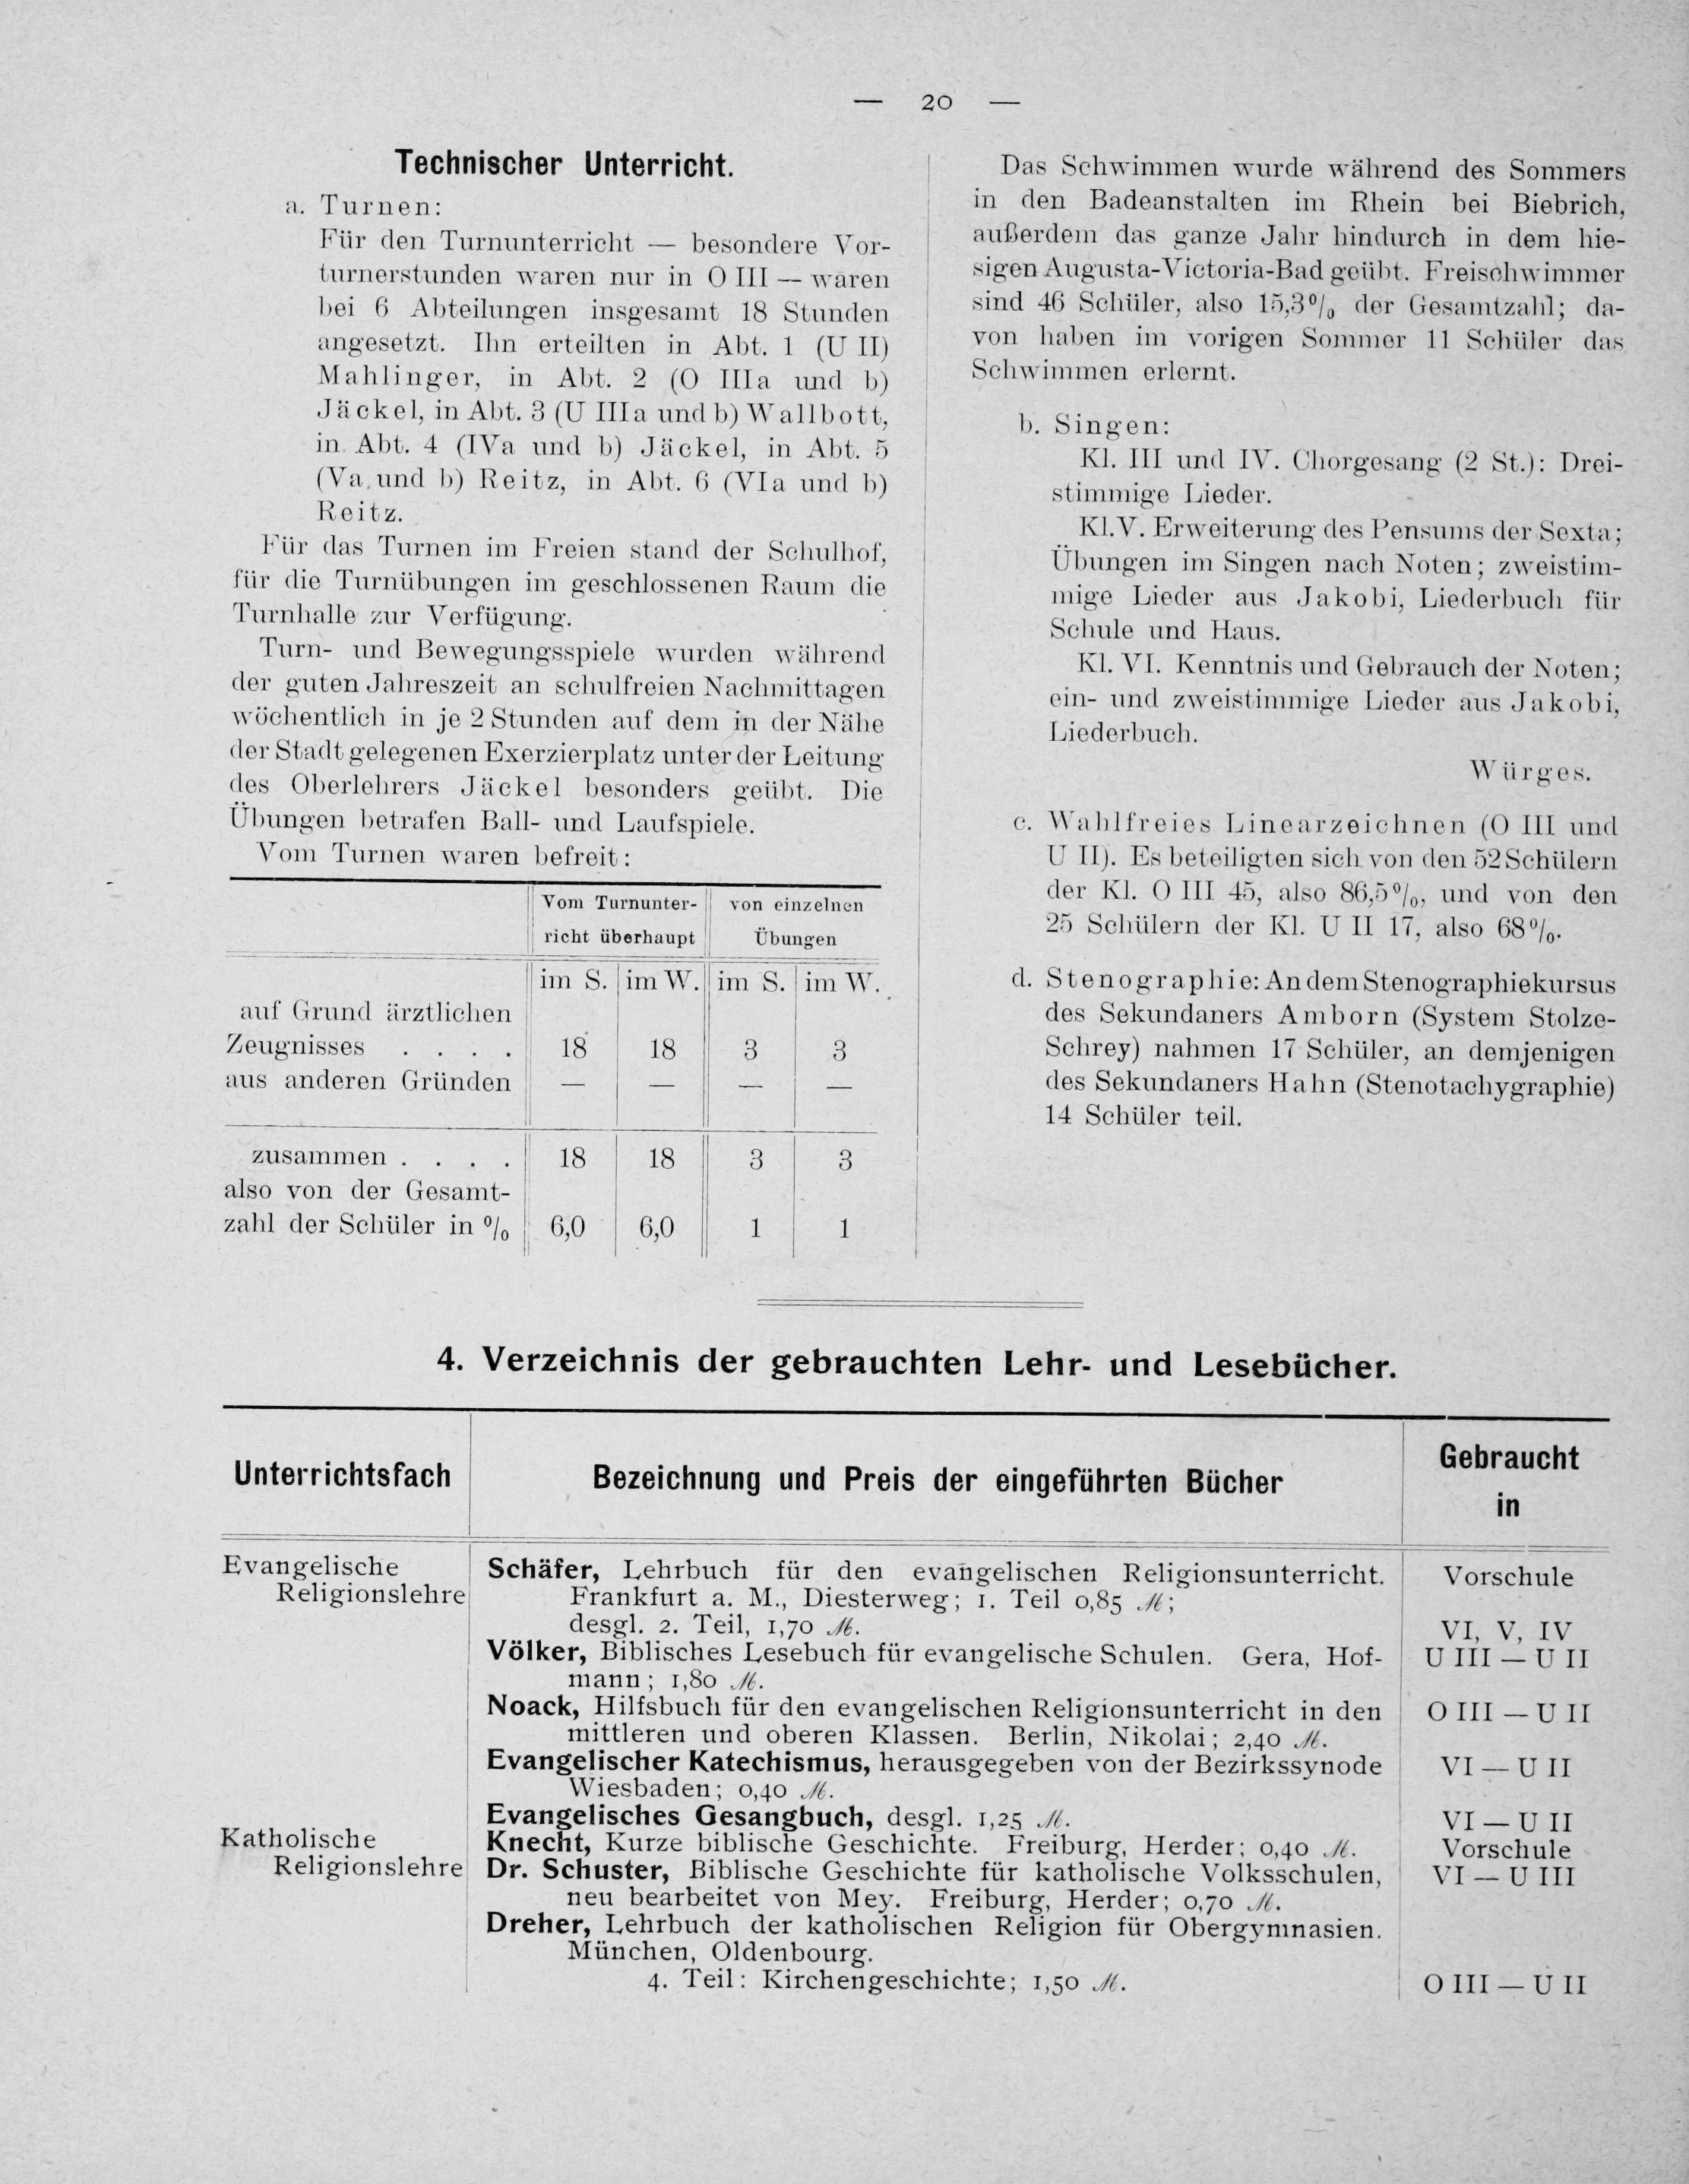 — 20 —
Technischer Unterricht.
a. Turnen:
Für den Turnunterricht — besondere Vor-
turnerstunden waren nur in O III — waren
bei 6 Abteilungen insgesamt 18 Stunden
angesetzt. Ihn erteilten in Abt. 1 (U II)
Mahlinger, in Abt. 2 (O IIIa und b)
Jäckel, in Abt. 3 (U IIIa und b) Wallbott,
in Abt. 4 (IVa und b) Jäckel, in Abt. 5
(Va und b) Reitz, in Abt. 6 (VIa und b)
Reitz.
Für das Turnen im Freien stand der Schulhof,
für die Turnübungen im geschlossenen Raum die
Turnhalle zur Verfügung.
Turn- und Bewegungsspiele wurden während
der guten Jahreszeit an schulfreien Nachmittagen
wöchentlich in je 2 Stunden auf dem in der Nähe
der Stadt gelegenen Exerzierplatz unter der Leitung
des Oberlehrers Jäckel besonders geübt. Die
Übungen betrafen Ball- und Laufspiele.
Vom Turnen waren befreit:
Vom Turnunter- von einzelnen
richt überhaupt Übungen
im S. im W. im S. im W.
auf Grund ärztlichen
Zeugnisses . . . . 18 18 3 3
aus anderen Gründen — — — —
zusammen . . . . 18 18 3 3
also von der Gesamt-
zahl der Schüler in % 6,0 6,0 1 1
Das Schwimmen wurde während des Sommers
in den Badeanstalten im Rhein bei Biebrich,
außerdem das ganze Jahr hindurch in dem hie-
sigen Augusta-Victoria-Bad geübt. Freischwimmer
sind 46 Schüler, also 15,3% der Gesamtzahl; da-
von haben im vorigen Sommer 11 Schüler das
Schwimmen erlernt.
b. Singen:
Kl. III und IV. Chorgesang (2 St.): Drei-
stimmige Lieder.
Kl. V. Erweiterung des Pensums der Sexta;
Übungen im Singen nach Noten; zweistim-
mige Lieder aus Jakobi, Liederbuch für
Schule und Haus.
Kl. VI. Kenntnis und Gebrauch der Noten;
ein- und zweistimmige Lieder aus Jakobi,
Liederbuch.
Würges.
c. Wahlfreies Linearzeichnen (O III und
U II). Es beteiligten sich von den 52 Schülern
der Kl. O III 45, also 86,5%, und von den
25 Schülern der Kl. U II 17, also 68%.
d. Stenographie: An dem Stenographiekursus
des Sekundaners Amborn (System Stolze-
Schrey) nahmen 17 Schüler, an demjenigen
des Sekundaners Hahn (Stenotachygraphie)
14 Schüler teil.
4. Verzeichnis der gebrauchten Lehr- und Lesebücher.
Unterrichtsfach Bezeichnung und Preis der eingeführten Bücher Gebraucht
in
Evangelische Schäfer, Lehrbuch für den evangelischen Religionsunterricht. Vorschule
Religionslehre Frankfurt a. M., Diesterweg; 1. Teil 0,85 ℳ;
desgl. 2. Teil, 1,70 ℳ. VI, V, IV
Völker, Biblisches Lesebuch für evangelische Schulen. Gera, Hof- U III — U II
mann; 1,80 ℳ.
Noack, Hilfsbuch für den evangelischen Religionsunterricht in den O III — U II
mittleren und oberen Klassen. Berlin, Nikolai; 2,40 ℳ.
Evangelischer Katechismus, herausgegeben von der Bezirkssynode VI — U II
Wiesbaden; 0,40 ℳ.
Evangelisches Gesangbuch, desgl. 1,25 ℳ. VI — U II
Katholische Knecht, Kurze biblische Geschichte. Freiburg, Herder; 0,40 ℳ. Vorschule
Religionslehre Dr. Schuster, Biblische Geschichte für katholische Volksschulen, VI — U III
neu bearbeitet von Mey. Freiburg, Herder; 0,70 ℳ.
Dreher, Lehrbuch der katholischen Religion für Obergymnasien.
München, Oldenbourg.
4. Teil: Kirchengeschichte; 1,50 ℳ. O III — U II